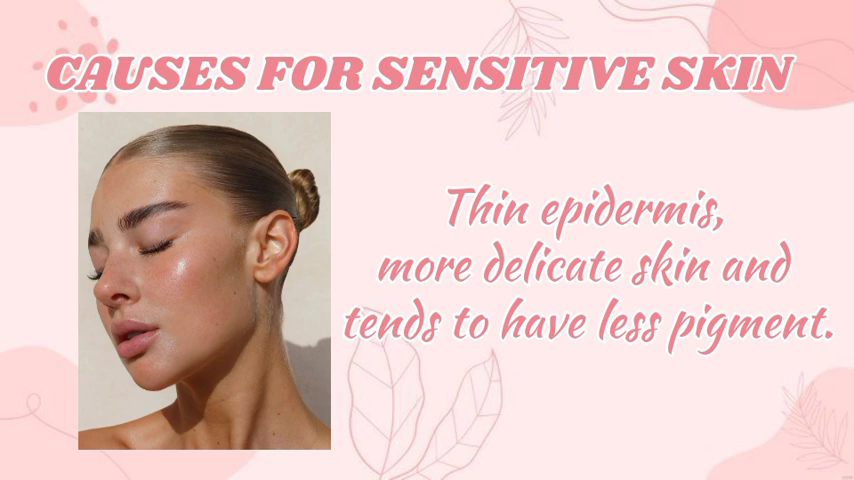 CAUSES FOR SENSITIVE SKIN
Thin epidermis,
more delicate skin and
tends to have less pigment.